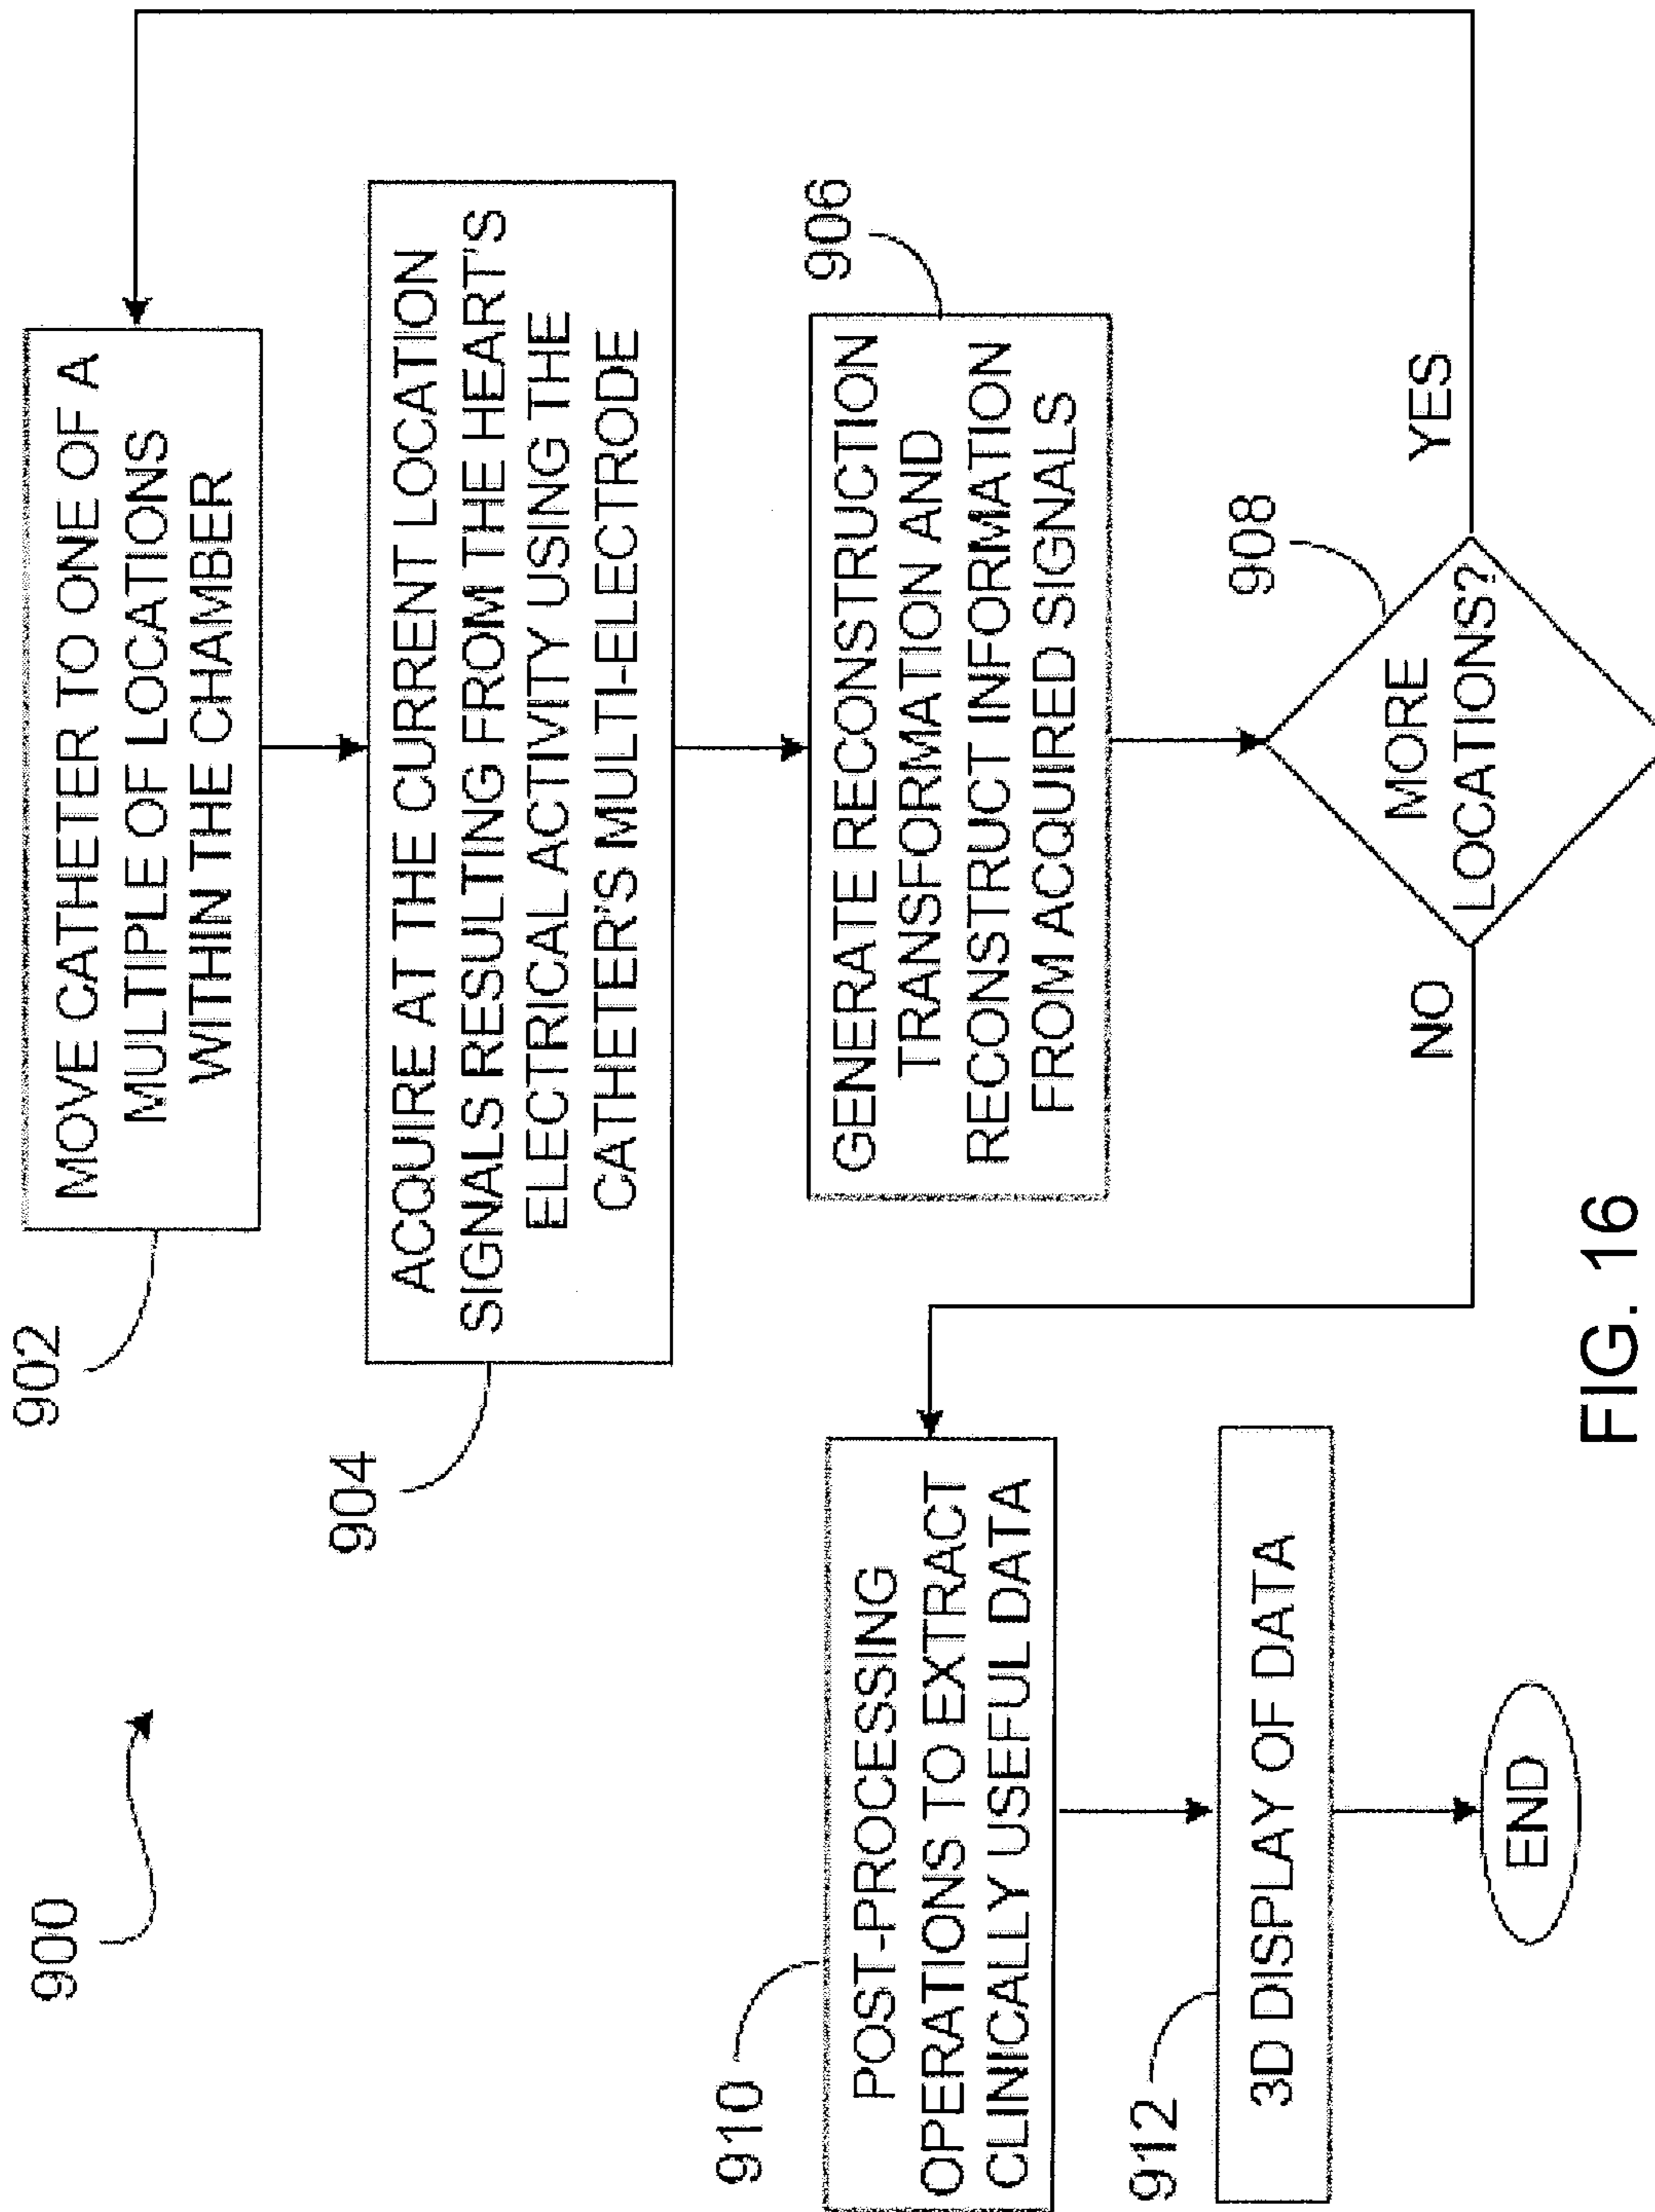 900
902
MOVE CATHETER TO ONE OF A
MULTIPLE OF LOCATIONS
WITHIN THE CHAMBER
904
ACQUIRE AT THE CURRENT LOCATION
SIGNALS RESULTING FROM THE HEART'S
ELECTRICAL ACTIVITY USING THE
CATHETER'S MULTI-ELECTRODE
906
GENERATE RECONSTRUCTION
TRANSFORMATION AND
RECONSTRUCT INFORMATION
FROM ACQUIRED SIGNALS
908
MORE
LOCATIONS?
YES
NO
910
POST-PROCESSING
OPERATIONS TO EXTRACT
CLINICALLY USEFUL DATA
912
3D DISPLAY OF DATA
END
FIG. 16